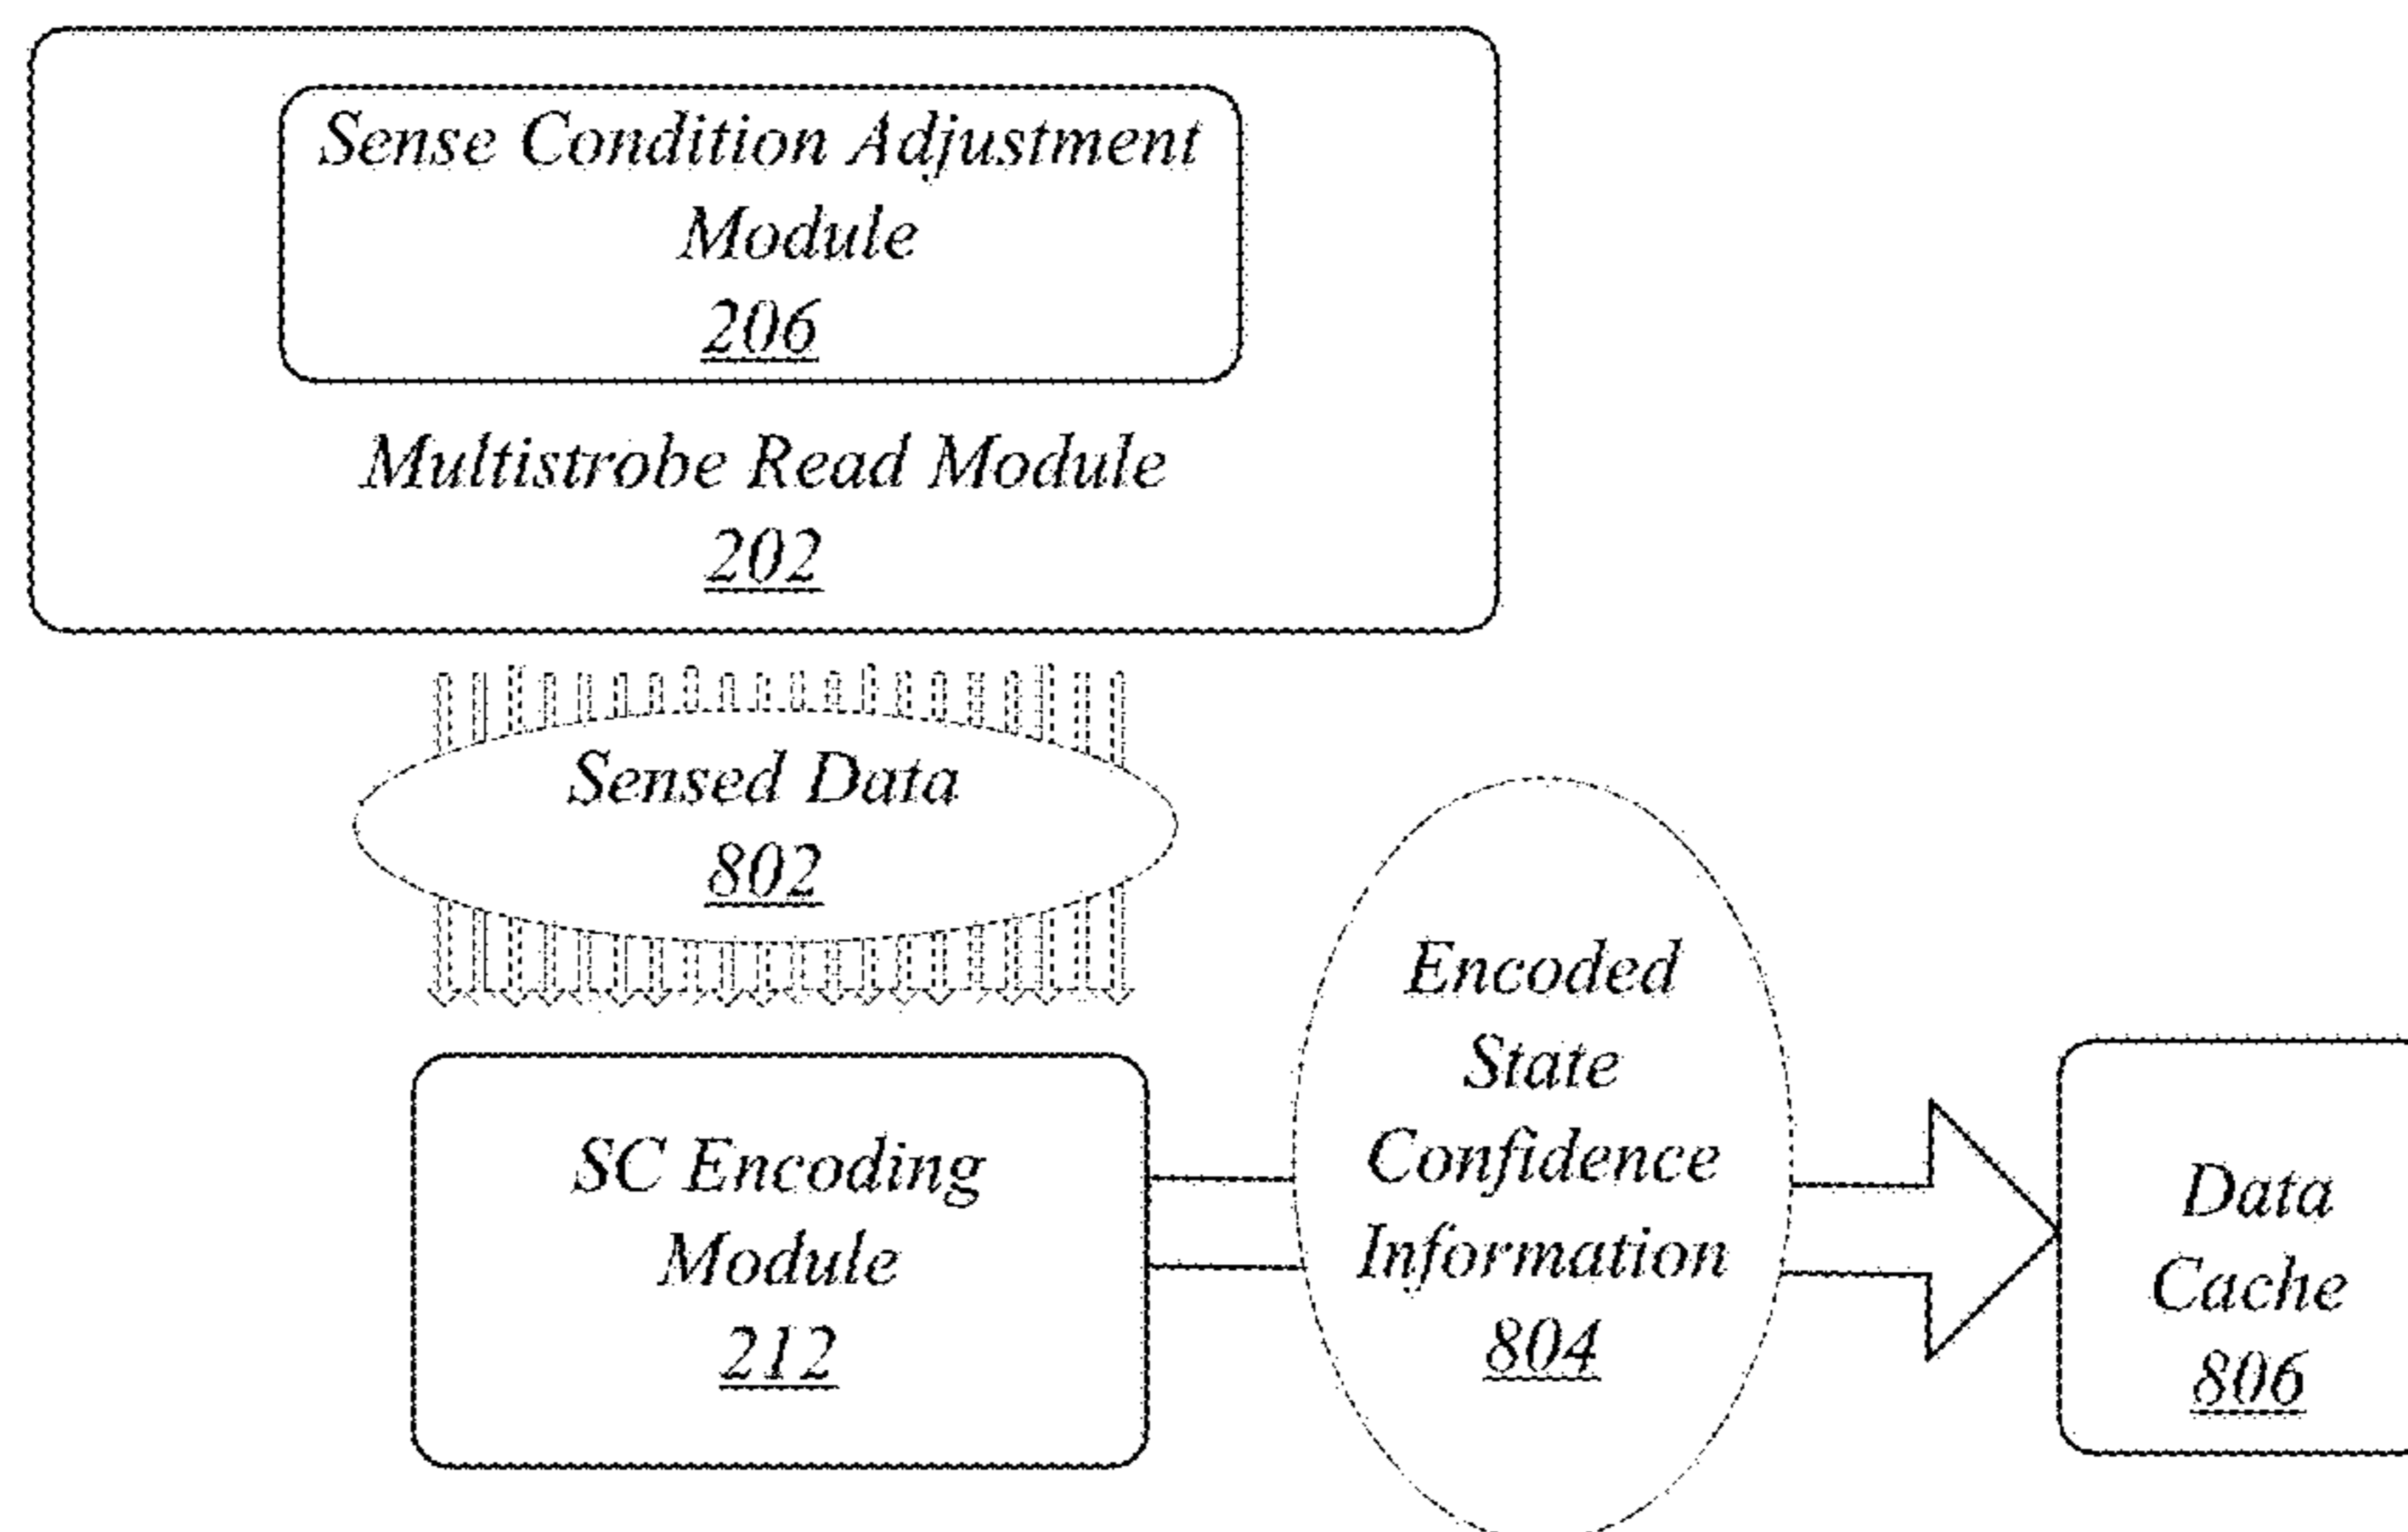 Sense Condition Adjustment
Module
206
Multistrobe Read Module
202
Sensed Data
802
SC Encoding
Module
212
Encoded
State
Confidence
Information
804
Data
Cache
806